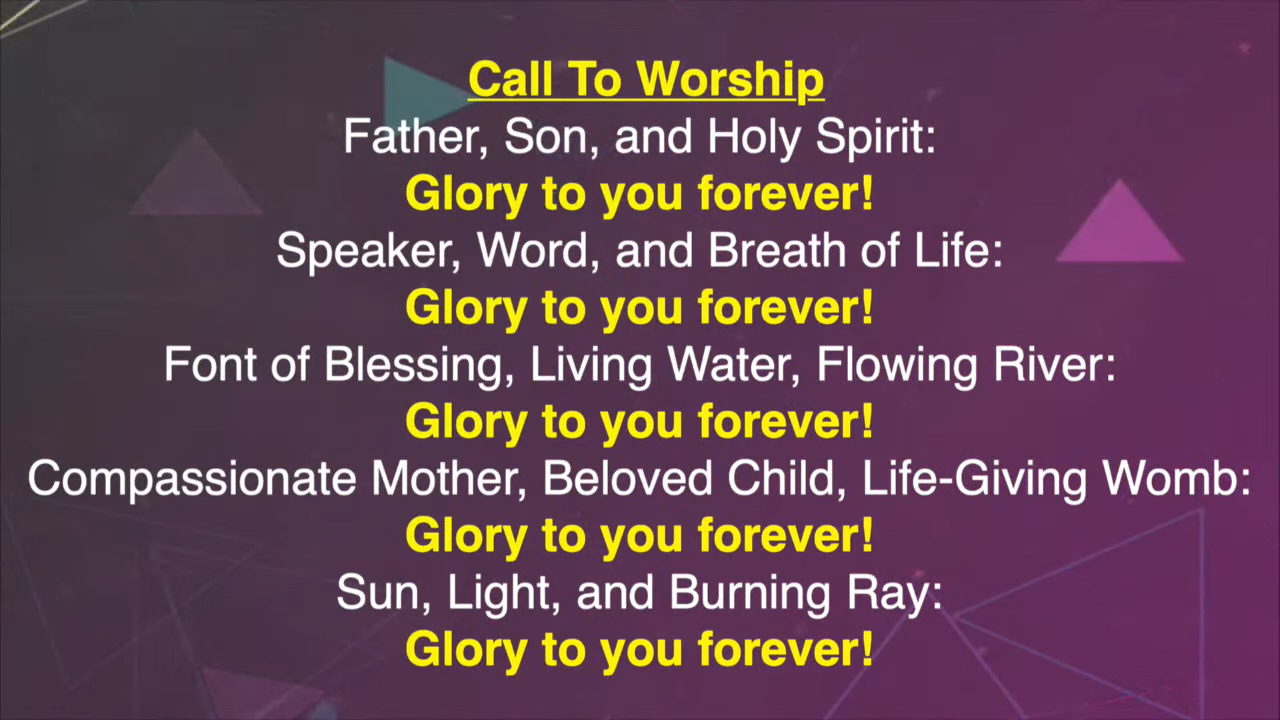 Call To Worship
Father, Son, and Holy Spirit:
Glory to you forever!
Speaker, Word, and Breath of Life:
Glory to you forever!
Font of Blessing, Living Water, Flowing River:
Glory to you forever!
Compassionate Mother, Beloved Child, Life-Giving Womb:
Glory to you forever!
Sun, Light, and Burning Ray:
Glory to you forever!